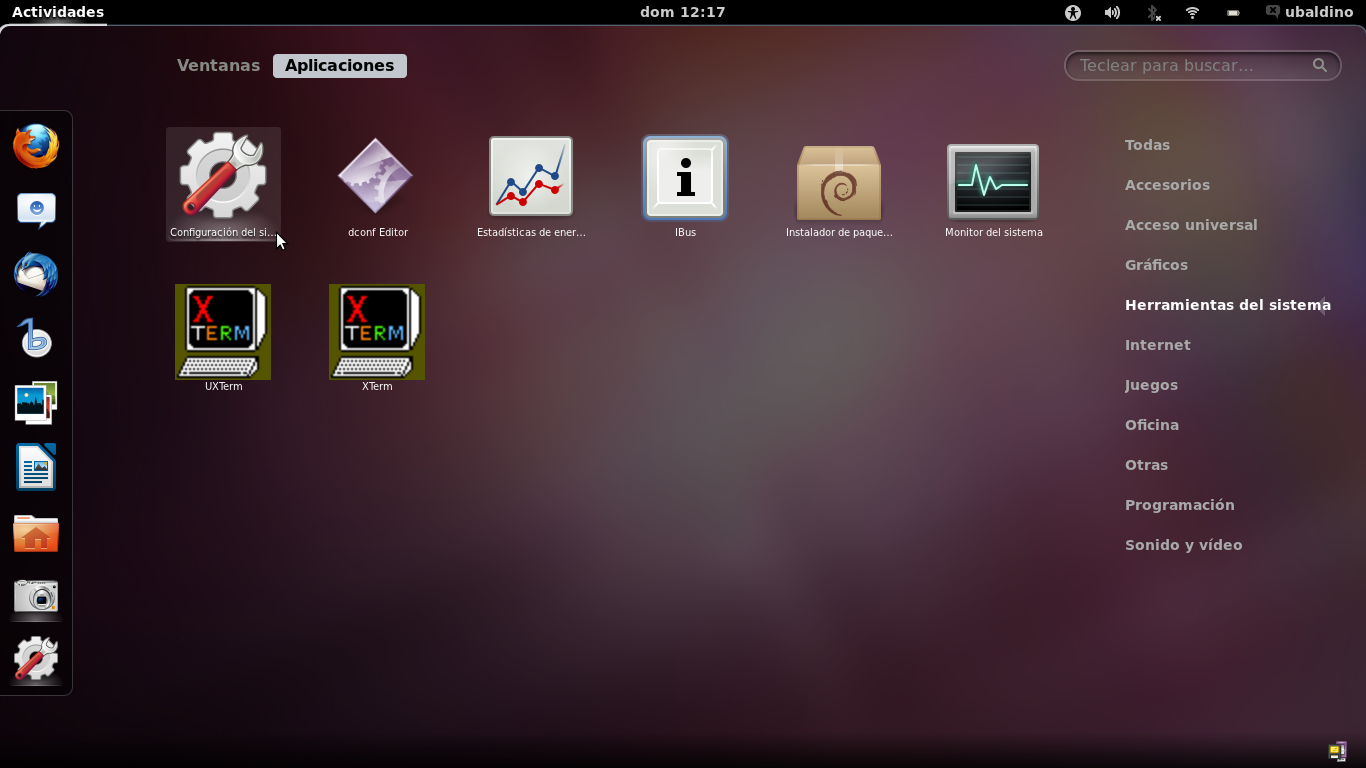 Actividades
dom 12:17
ubaldino
Ventanas
Aplicaciones
Teclear para buscar...
Configuración del si...
dconf Editor
Estadísticas de ener...
IBus
Instalador de paque...
Monitor del sistema
X
TERM
UXTerm
X
TERM
XTerm
Todas
Accesorios
Acceso universal
Gráficos
Herramientas del sistema
Internet
Juegos
Oficina
Otras
Programación
Sonido y vídeo